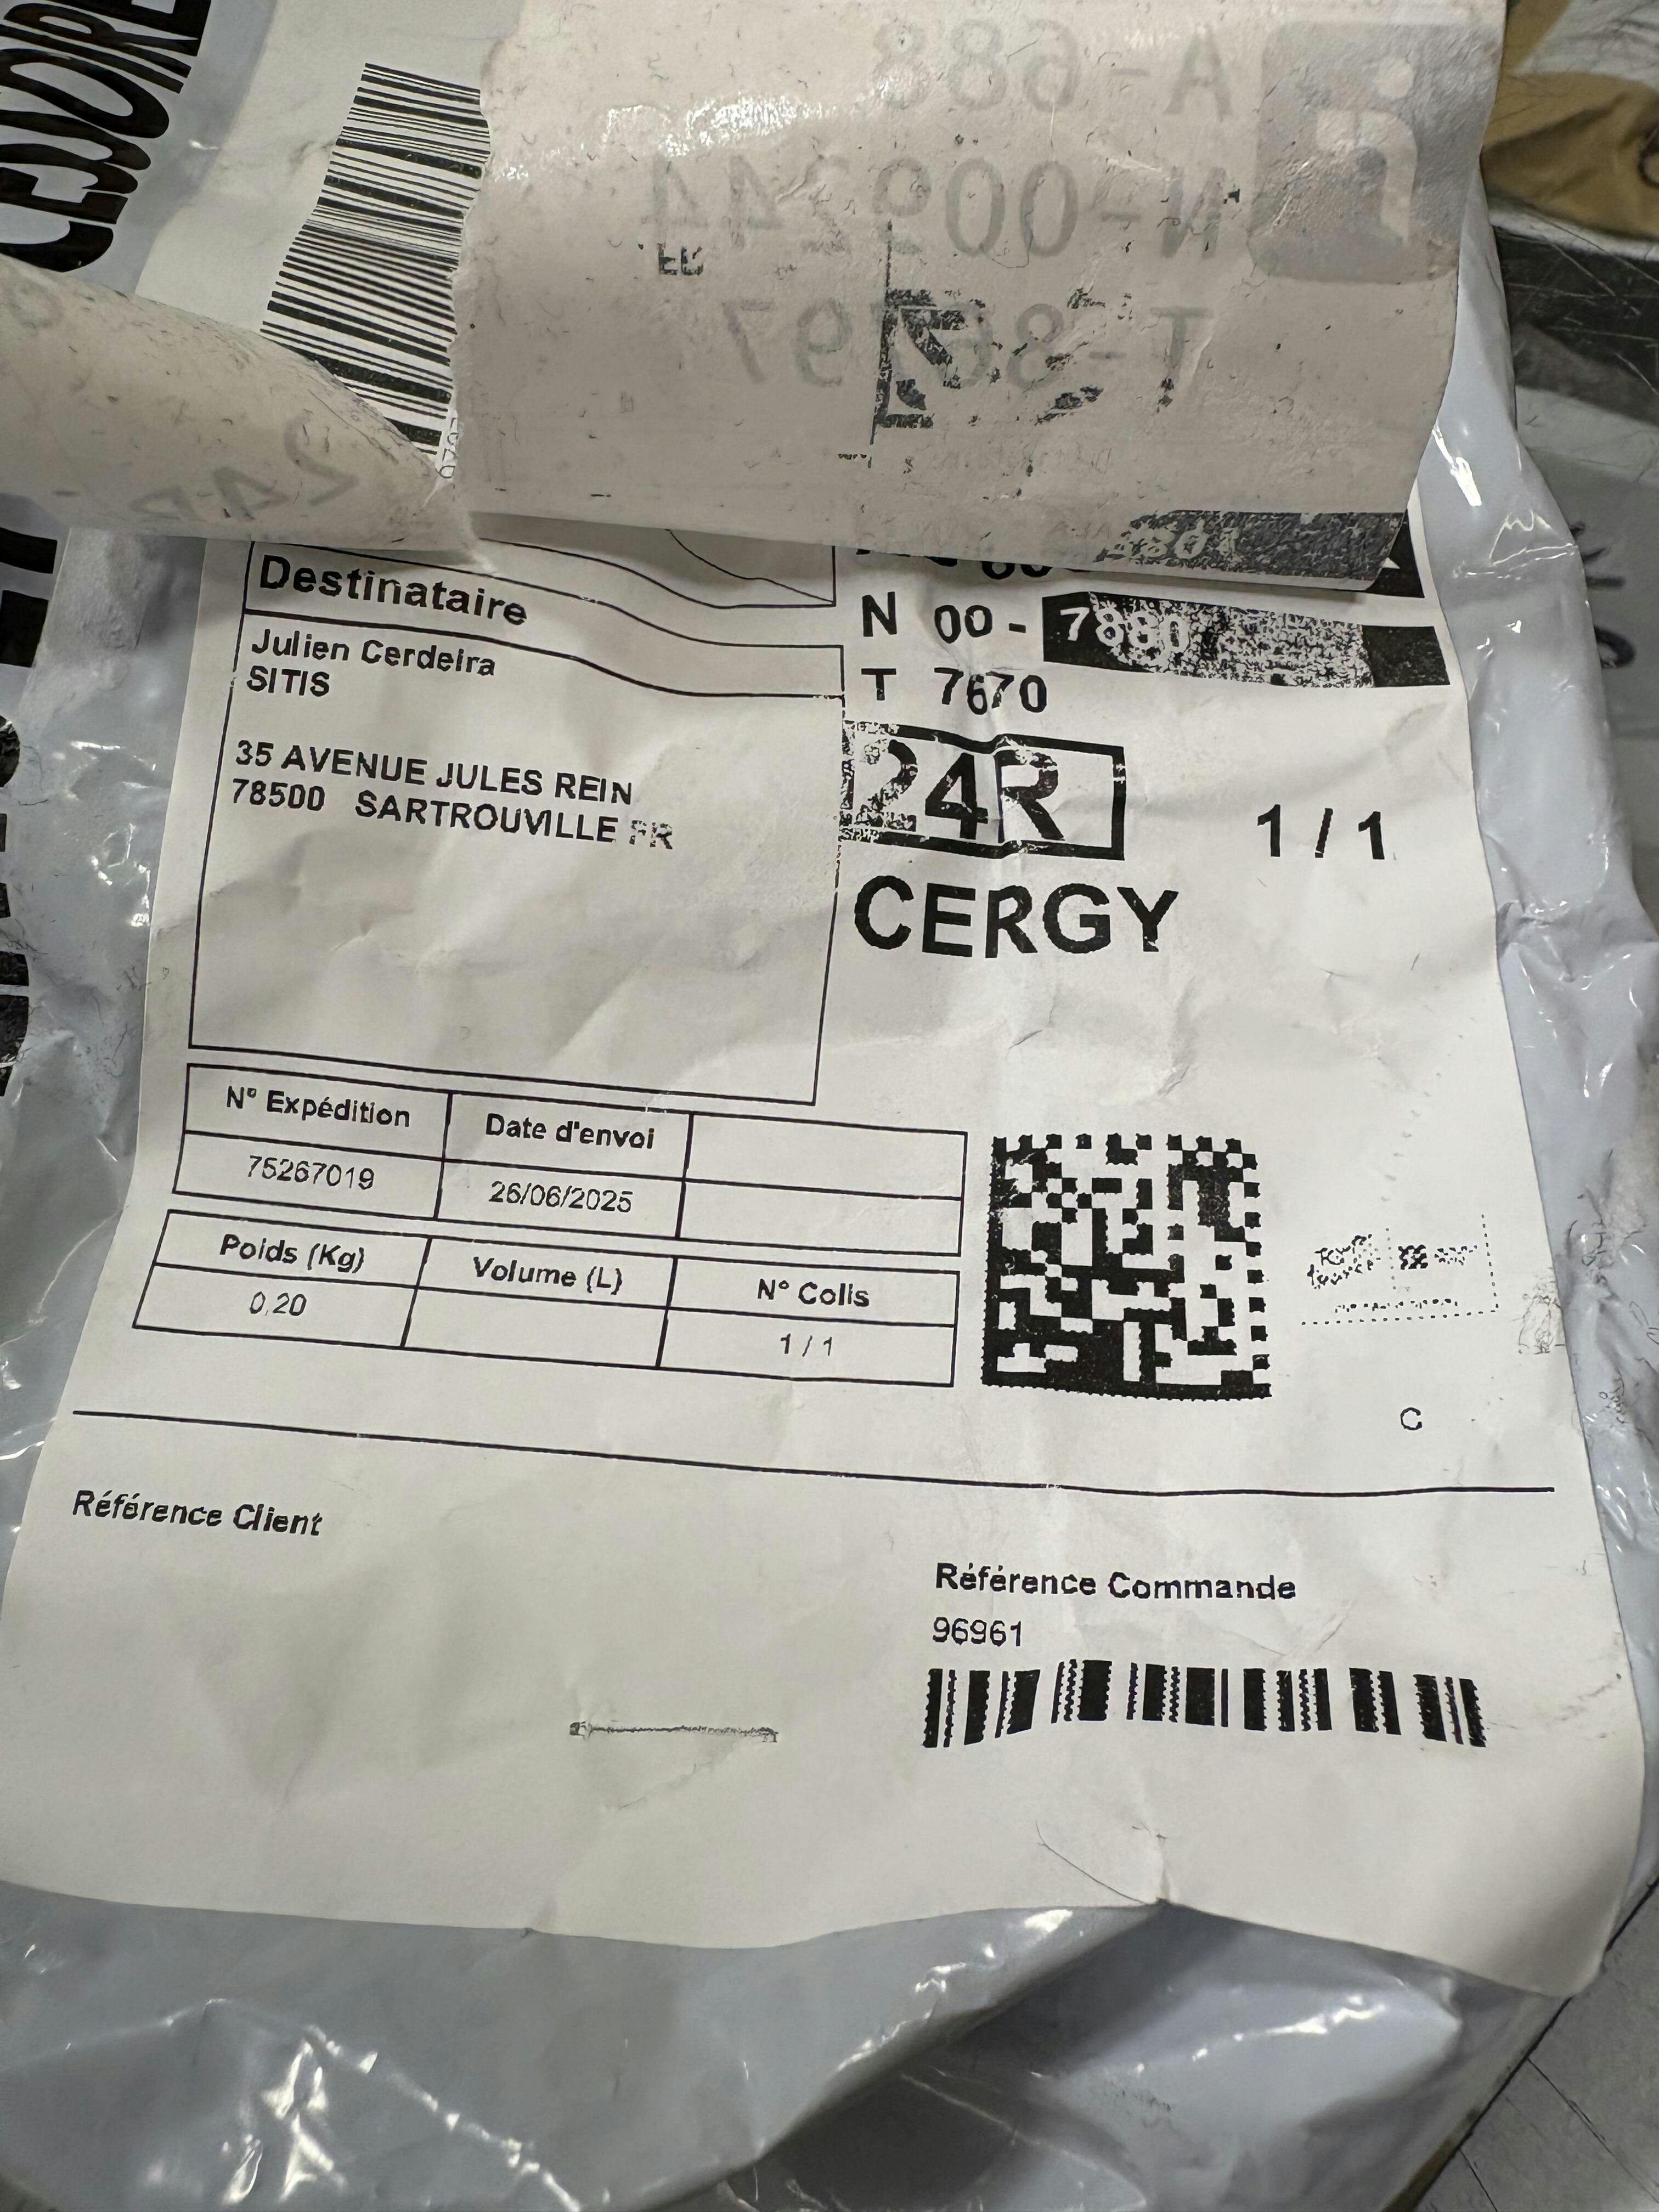 Destinataire
Julien Cerdeira
SITIS
35 AVENUE JULES REIN
78500 SARTROUVILLE FR
N 00 - 7880
T 7670
24R
1 / 1
CERGY
N° Expédition
Date d'envoi
75267019
26/06/2025
Poids (Kg)
Volume (L)
N° Colis
0,20
1 / 1
C
Référence Client
Référence Commande
96961